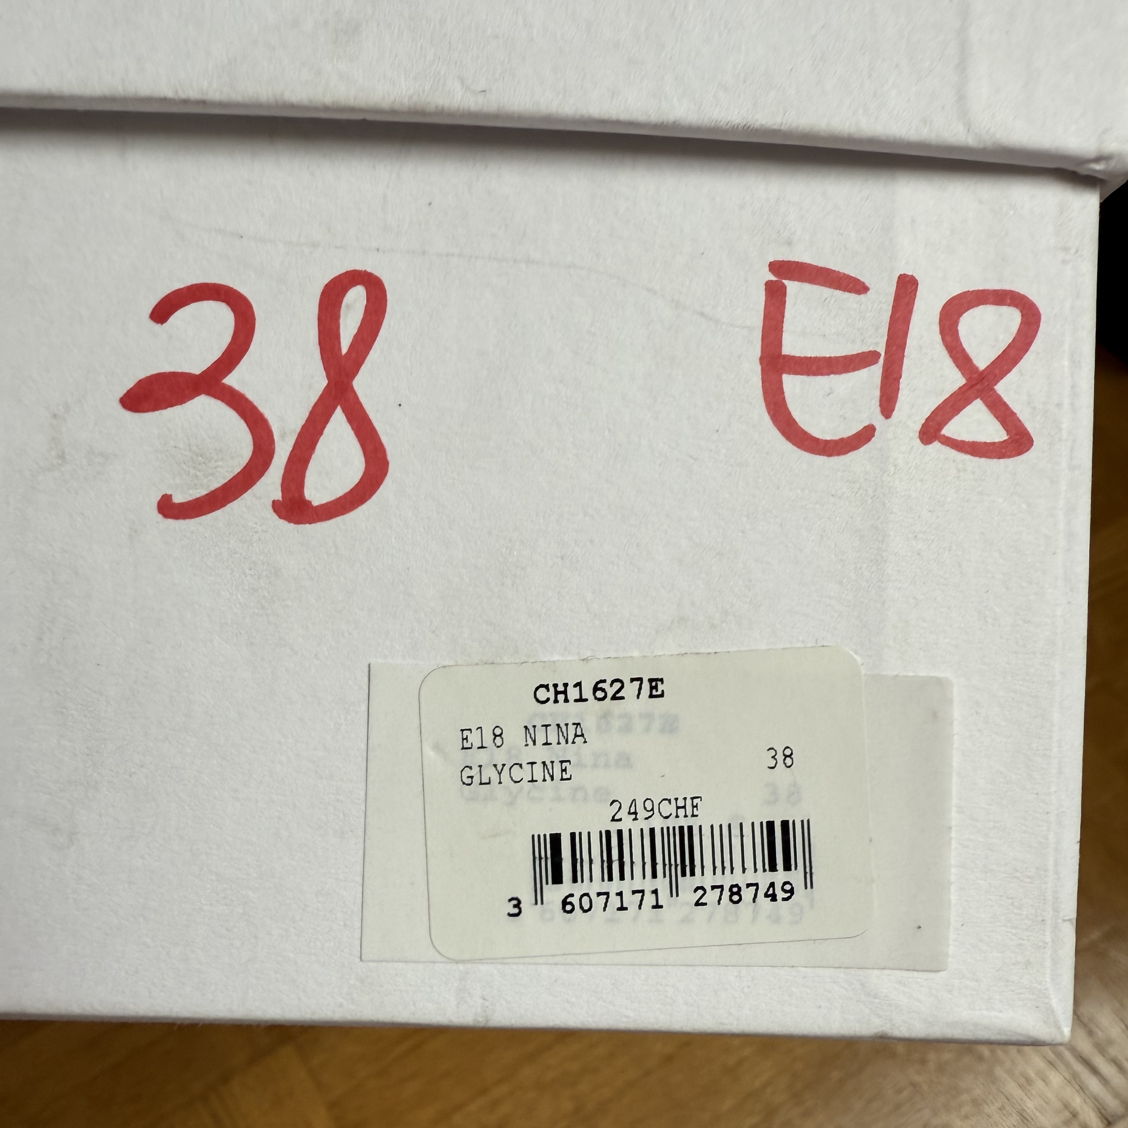 38 E18
CH1627E
E18 NINA
GLYCINE 38
249CHF
3 607171 278749